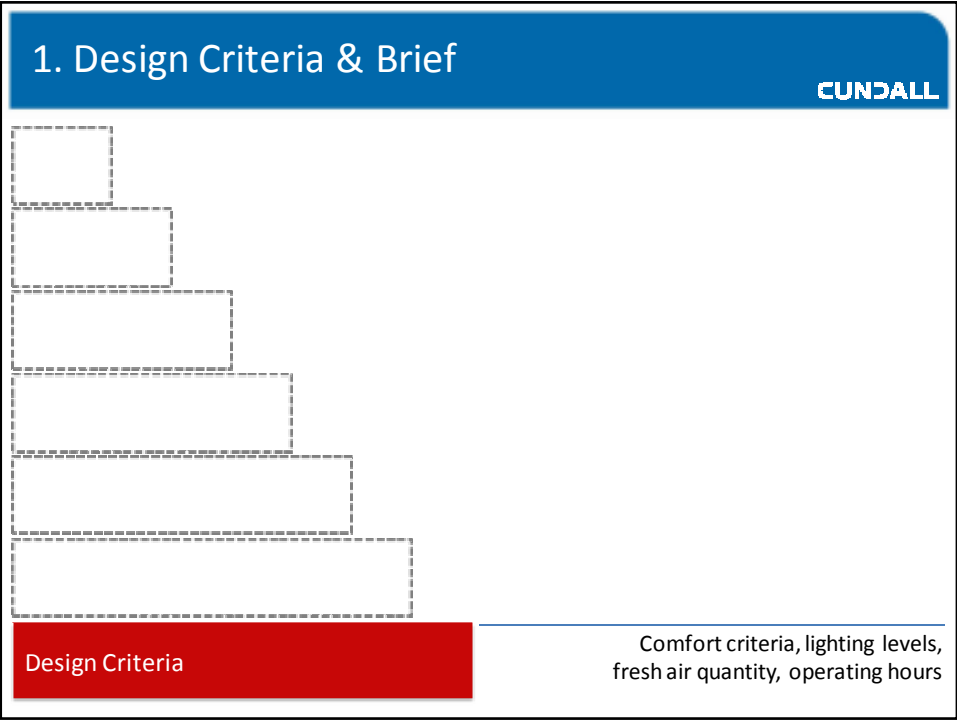 1. Design Criteria & Brief
CUNDALL
Design Criteria
Comfort criteria, lighting levels,
fresh air quantity, operating hours